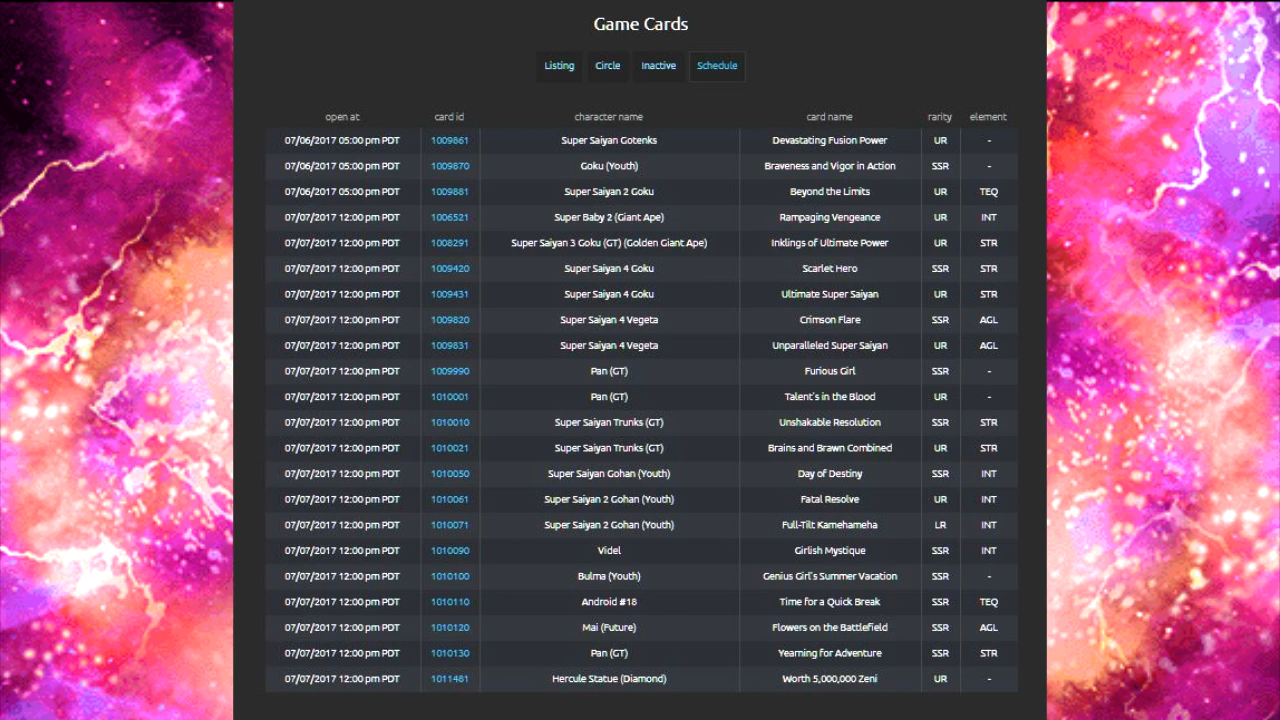 Game Cards
Listing Circle Inactive Schedule
open at card id character name card name rarity element
07/06/2017 05:00 pm PDT 1009861 Super Saiyan Gotenks Devastating Fusion Power UR -
07/06/2017 05:00 pm PDT 1009870 Goku (Youth) Braveness and Vigor in Action SSR -
07/06/2017 05:00 pm PDT 1009881 Super Saiyan 2 Goku Beyond the Limits UR TEQ
07/07/2017 12:00 pm PDT 1006521 Super Baby 2 (Giant Ape) Rampaging Vengeance UR INT
07/07/2017 12:00 pm PDT 1008291 Super Saiyan 3 Goku (GT) (Golden Giant Ape) Inklings of Ultimate Power UR STR
07/07/2017 12:00 pm PDT 1009420 Super Saiyan 4 Goku Scarlet Hero SSR STR
07/07/2017 12:00 pm PDT 1009431 Super Saiyan 4 Goku Ultimate Super Saiyan UR STR
07/07/2017 12:00 pm PDT 1009820 Super Saiyan 4 Vegeta Crimson Flare SSR AGL
07/07/2017 12:00 pm PDT 1009831 Super Saiyan 4 Vegeta Unparalleled Super Saiyan UR AGL
07/07/2017 12:00 pm PDT 1009990 Pan (GT) Furious Girl SSR -
07/07/2017 12:00 pm PDT 1010001 Pan (GT) Talent's in the Blood UR -
07/07/2017 12:00 pm PDT 1010010 Super Saiyan Trunks (GT) Unshakable Resolution SSR STR
07/07/2017 12:00 pm PDT 1010021 Super Saiyan Trunks (GT) Brains and Brawn Combined UR STR
07/07/2017 12:00 pm PDT 1010050 Super Saiyan Gohan (Youth) Day of Destiny SSR INT
07/07/2017 12:00 pm PDT 1010061 Super Saiyan 2 Gohan (Youth) Fatal Resolve UR INT
07/07/2017 12:00 pm PDT 1010071 Super Saiyan 2 Gohan (Youth) Full-Tilt Kamehameha LR INT
07/07/2017 12:00 pm PDT 1010090 Videl Girlish Mystique SSR INT
07/07/2017 12:00 pm PDT 1010100 Bulma (Youth) Genius Girl's Summer Vacation SSR -
07/07/2017 12:00 pm PDT 1010110 Android #18 Time for a Quick Break SSR TEQ
07/07/2017 12:00 pm PDT 1010120 Mai (Future) Flowers on the Battlefield SSR AGL
07/07/2017 12:00 pm PDT 1010130 Pan (GT) Yearning for Adventure SSR STR
07/07/2017 12:00 pm PDT 1011481 Hercule Statue (Diamond) Worth 5,000,000 Zeni UR -